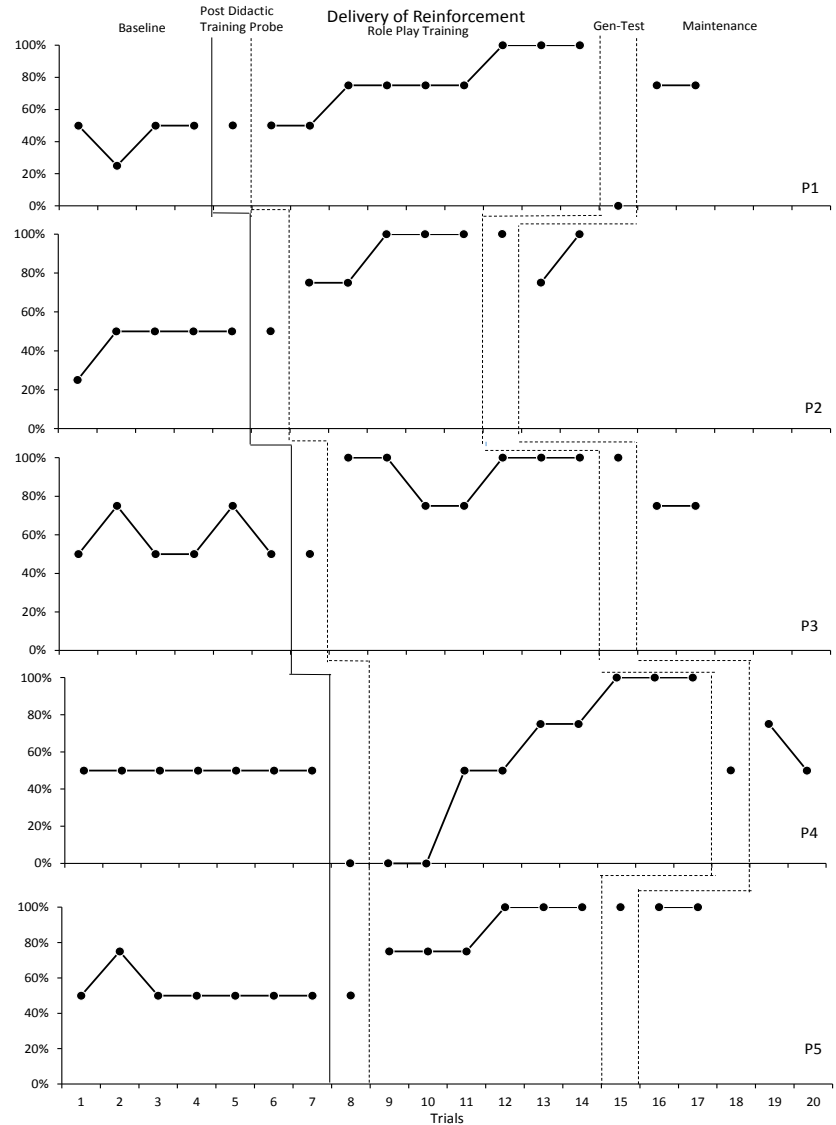 Delivery of Reinforcement
Baseline
Post Didactic
Training Probe
Role Play Training
Gen-Test
Maintenance
100%
80%
60%
40%
20%
0%
P1
100%
80%
60%
40%
20%
0%
P2
100%
80%
60%
40%
20%
0%
P3
100%
80%
60%
40%
20%
0%
P4
100%
80%
60%
40%
20%
0%
P5
1 2 3 4 5 6 7 8 9 10 11 12 13 14 15 16 17 18 19 20
Trials